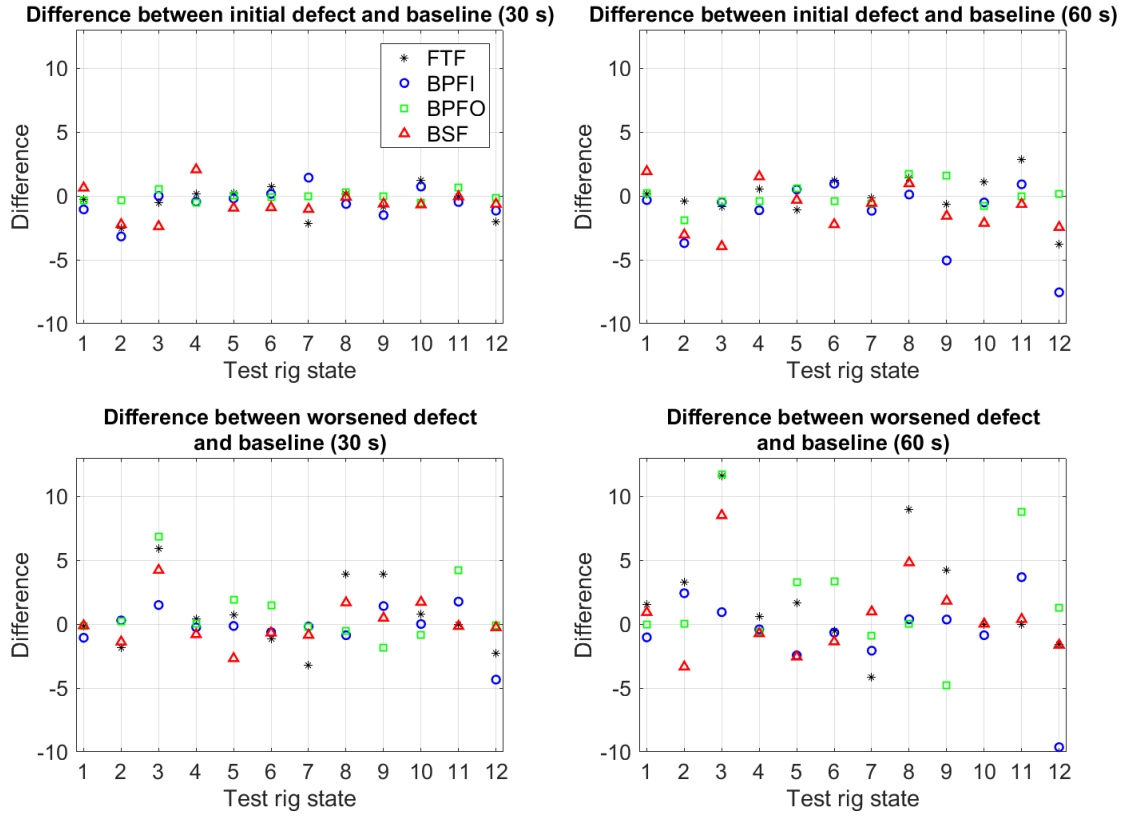 Difference between initial defect and baseline (30 s)
10
5
0
-5
-10
Difference
FTF
BPFI
BPFO
BSF
1 2 3 4 5 6 7 8 9 10 11 12
Test rig state
Difference between initial defect and baseline (60 s)
10
5
0
-5
-10
Difference
1 2 3 4 5 6 7 8 9 10 11 12
Test rig state
Difference between worsened defect
and baseline (30 s)
10
5
0
-5
-10
Difference
1 2 3 4 5 6 7 8 9 10 11 12
Test rig state
Difference between worsened defect
and baseline (60 s)
10
5
0
-5
-10
Difference
1 2 3 4 5 6 7 8 9 10 11 12
Test rig state